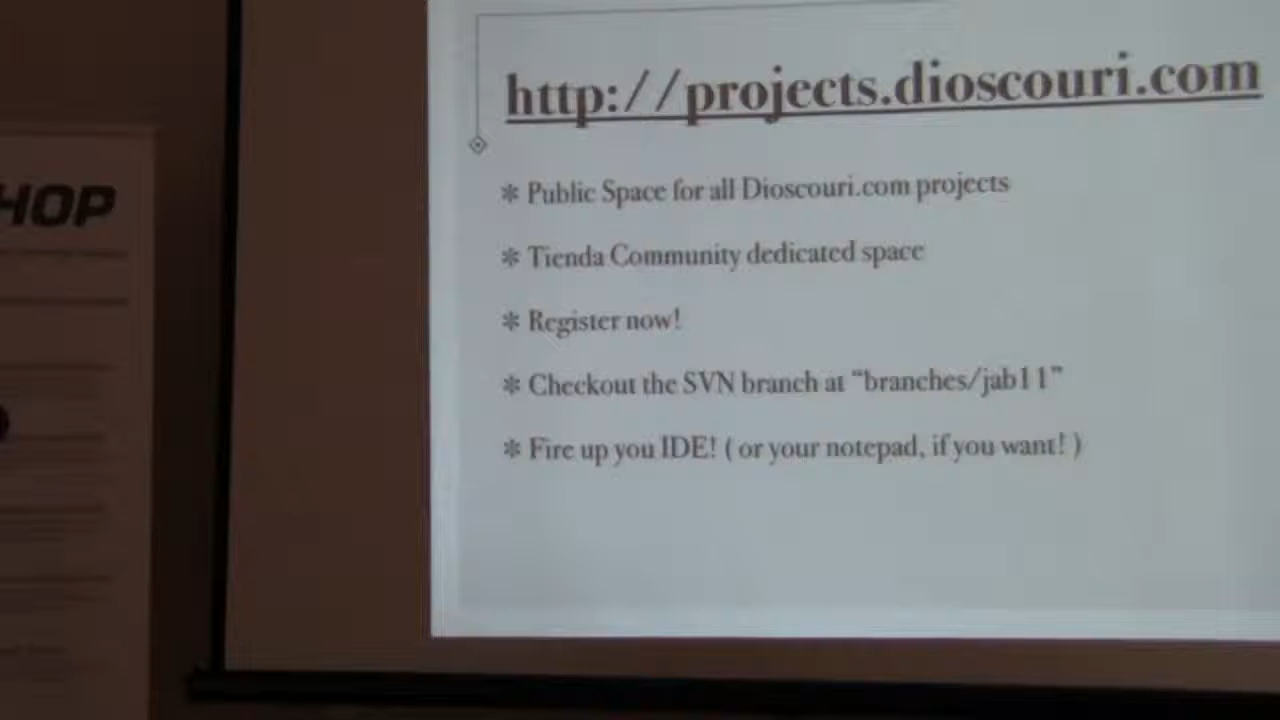 http://projects.dioscouri.com
* Public Space for all Dioscouri.com projects
* Tienda Community dedicated space
* Register now!
* Checkout the SVN branch at “branches/jab11”
* Fire up you IDE! ( or your notepad, if you want! )
HOP